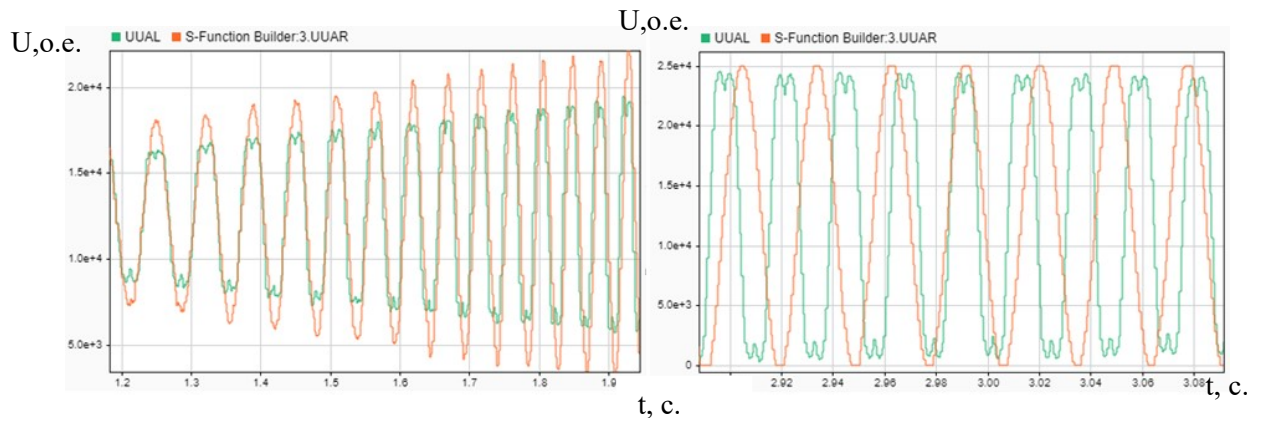 U,о.е.
UUAL S-Function Builder:3.UUAR
2.0e+4
1.5e+4
1.0e+4
5.0e+3
1.2 1.3 1.4 1.5 1.6 1.7 1.8 1.9
t, с.
U,о.е.
UUAL S-Function Builder:3.UUAR
2.5e+4
2.0e+4
1.5e+4
1.0e+4
5.0e+3
0
2.92 2.94 2.96 2.98 3.00 3.02 3.04 3.06 3.08
t, с.